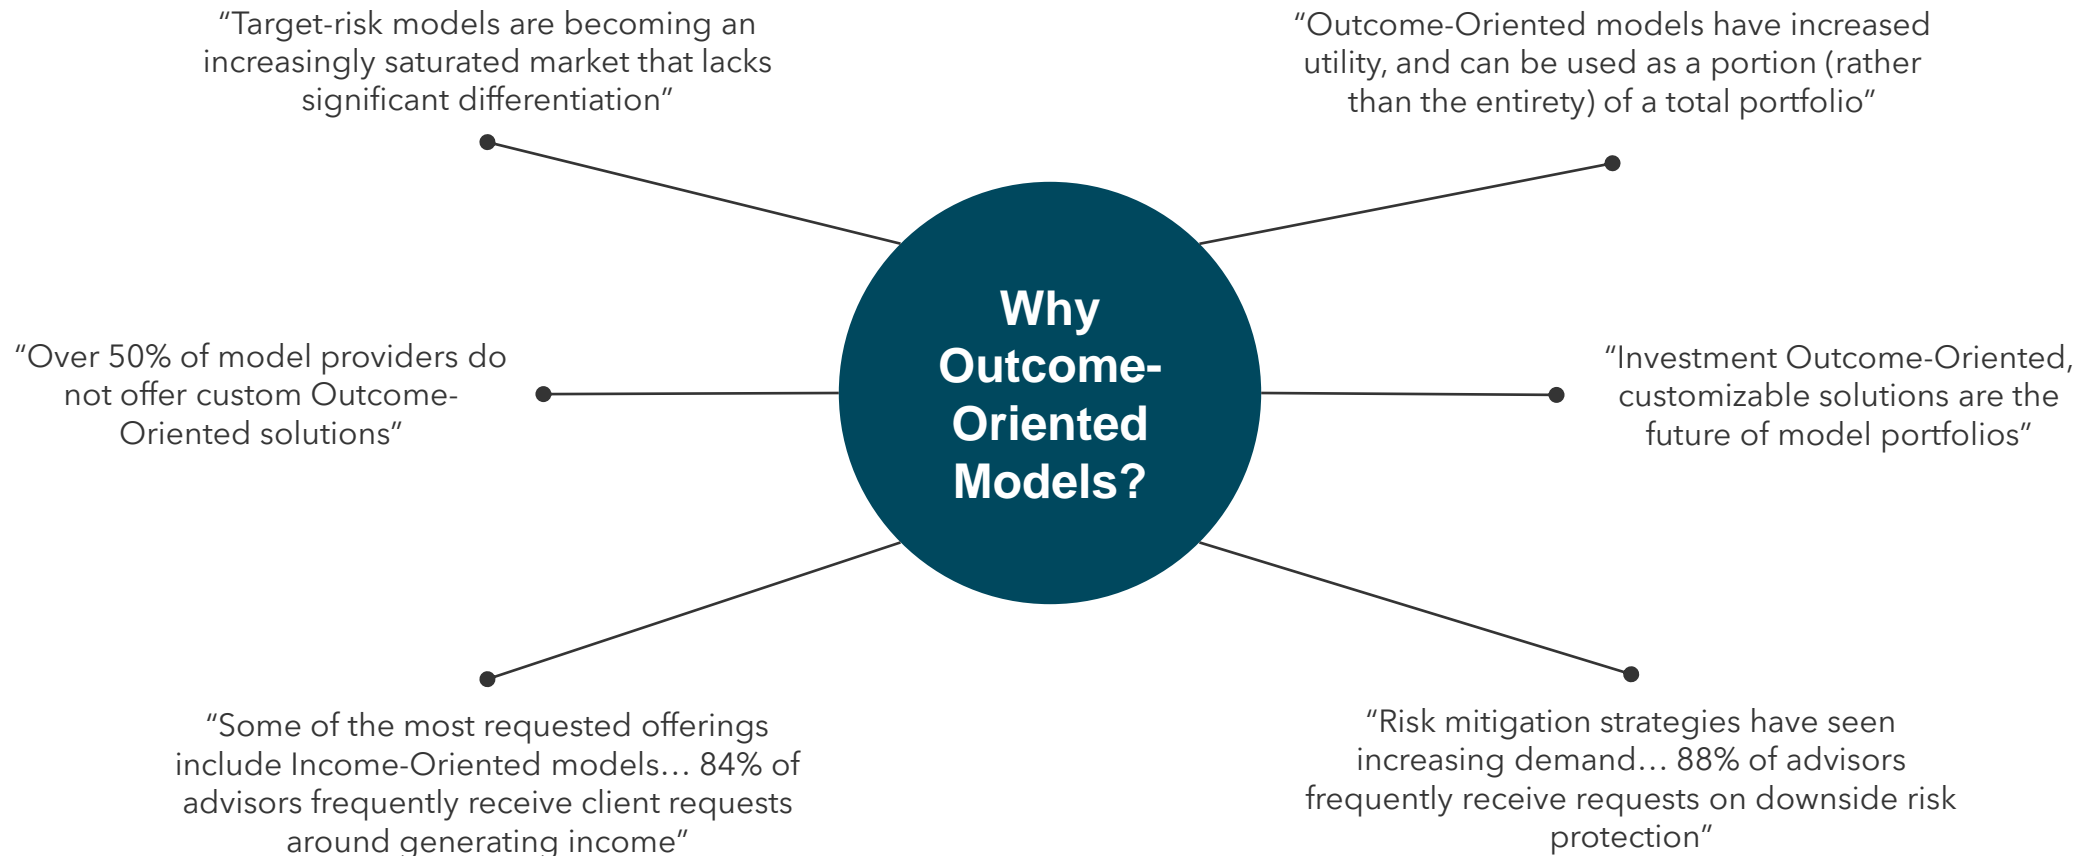 “Target-risk models are becoming an
increasingly saturated market that lacks
significant differentiation”
“Outcome-Oriented models have increased
utility, and can be used as a portion (rather
than the entirety) of a total portfolio”
Why
Outcome-
Oriented
Models?
“Over 50% of model providers do
not offer custom Outcome-
Oriented solutions”
“Investment Outcome-Oriented,
customizable solutions are the
future of model portfolios”
“Some of the most requested offerings
include Income-Oriented models… 84% of
advisors frequently receive client requests
around generating income”
“Risk mitigation strategies have seen
increasing demand… 88% of advisors
frequently receive requests on downside risk
protection”